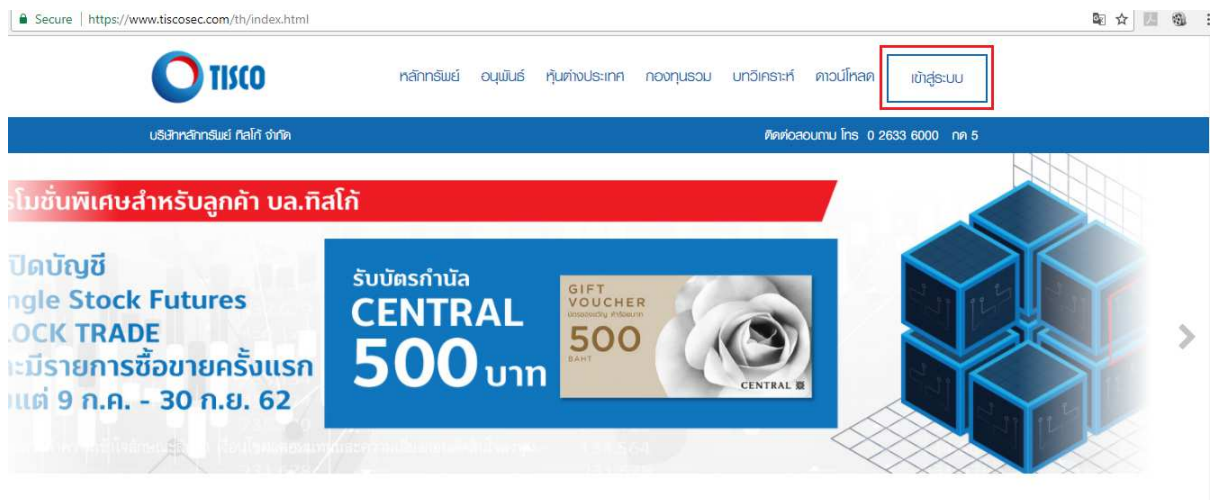 Secure | https://www.tiscosec.com/th/index.html
TISCO
หลักทรัพย์ อนุพันธ์ หุ้นต่างประเทศ กองทุนรวม บทวิเคราะห์ ดาวน์โหลด เข้าสู่ระบบ
บริษัทหลักทรัพย์ ทิสโก้ จำกัด
ติดต่อสอบถาม โทร 0 2633 6000 กด 5
รโมชั่นพิเศษสำหรับลูกค้า บล.ทิสโก้
ปิดบัญชี
ngle Stock Futures
LOCK TRADE
ะมีรายการซื้อขายครั้งแรก
แต่ 9 ก.ค. - 30 ก.ย. 62
รับบัตรกำนัล
CENTRAL
500 บาท
GIFT
VOUCHER
500
BAHT
CENTRAL